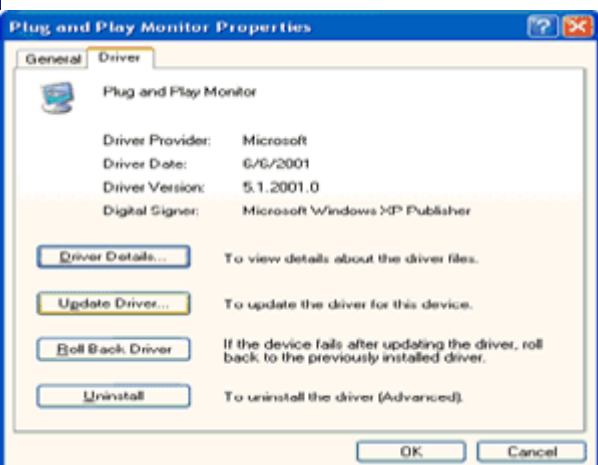 Plug and Play Monitor Properties
General Driver
Plug and Play Monitor
Driver Provider: Microsoft
Driver Date: 6/6/2001
Driver Version: 5.1.2001.0
Digital Signer: Microsoft Windows XP Publisher
Driver Details... To view details about the driver files.
Update Driver... To update the driver for this device.
Roll Back Driver If the device fails after updating the driver, roll
back to the previously installed driver.
Uninstall To uninstall the driver (Advanced).
OK Cancel